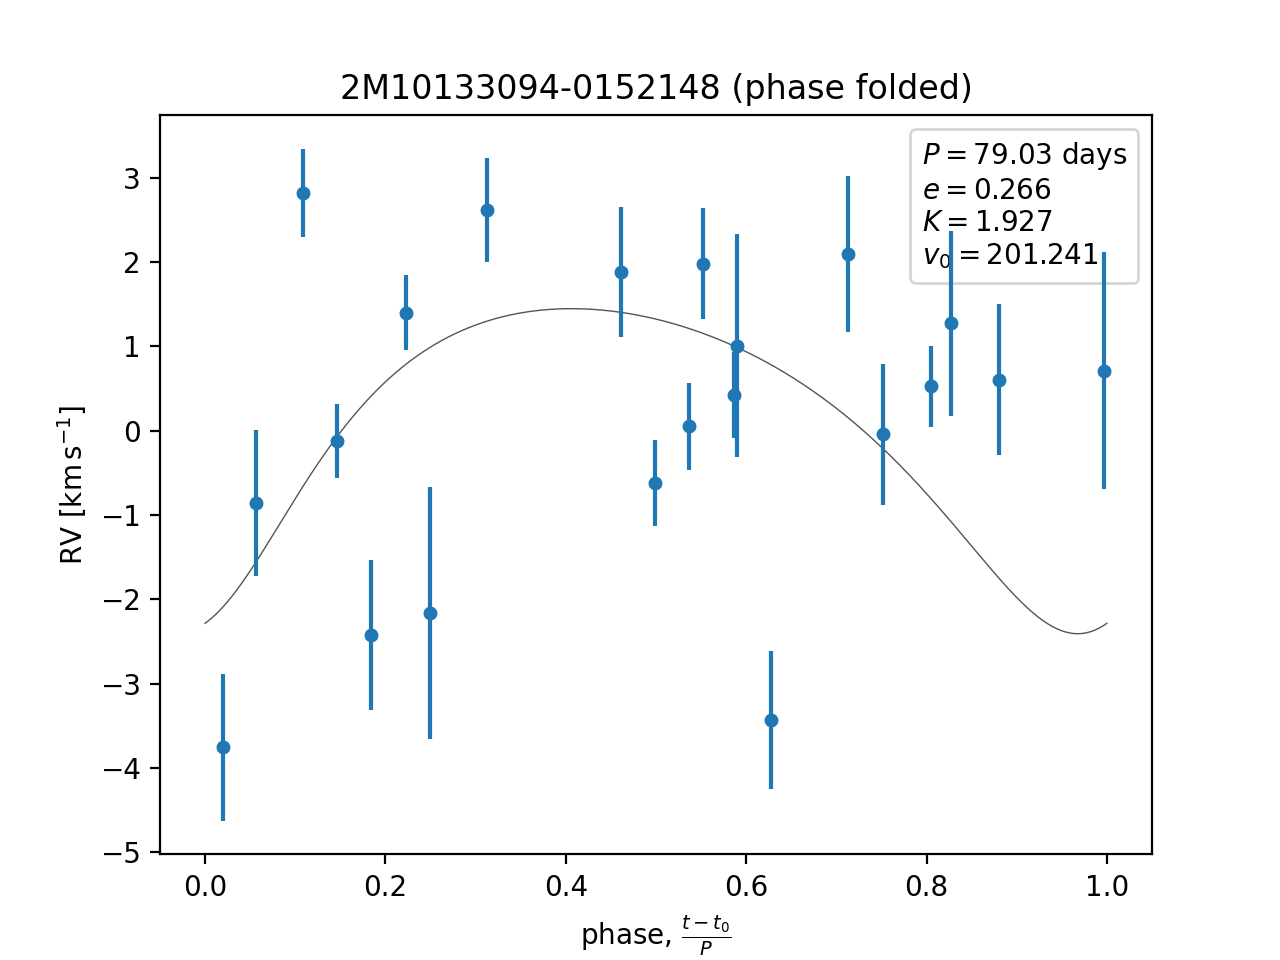 2M10133094-0152148 (phase folded)
P = 79.03 days
e = 0.266
K = 1.927
v₀ = 201.241
RV [km s⁻¹]
3
2
1
0
−1
−2
−3
−4
−5
0.0 0.2 0.4 0.6 0.8 1.0
phase, (t − t₀)/P